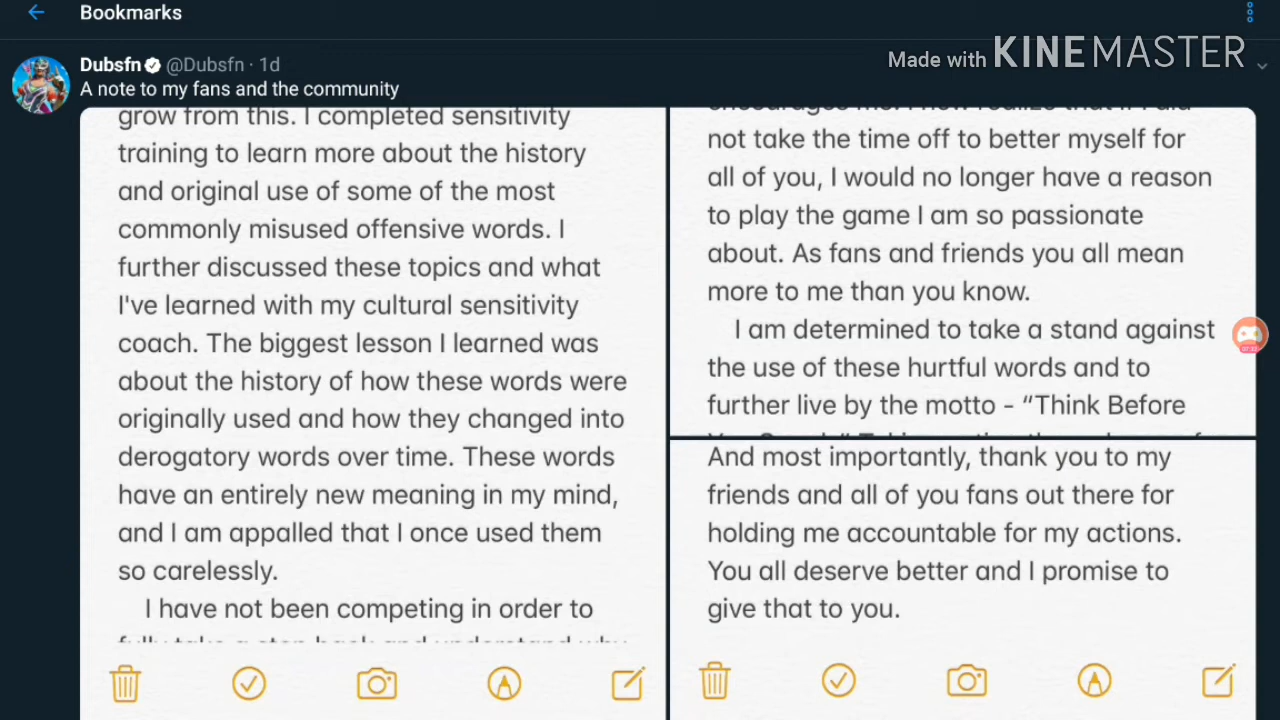 Bookmarks
Dubsfn @Dubsfn · 1d
A note to my fans and the community
Made with KINEMASTER
grow from this. I completed sensitivity
training to learn more about the history
and original use of some of the most
commonly misused offensive words. I
further discussed these topics and what
I've learned with my cultural sensitivity
coach. The biggest lesson I learned was
about the history of how these words were
originally used and how they changed into
derogatory words over time. These words
have an entirely new meaning in my mind,
and I am appalled that I once used them
so carelessly.
I have not been competing in order to
fully take a step back and understand why
not take the time off to better myself for
all of you, I would no longer have a reason
to play the game I am so passionate
about. As fans and friends you all mean
more to me than you know.
I am determined to take a stand against
the use of these hurtful words and to
further live by the motto - “Think Before
And most importantly, thank you to my
friends and all of you fans out there for
holding me accountable for my actions.
You all deserve better and I promise to
give that to you.